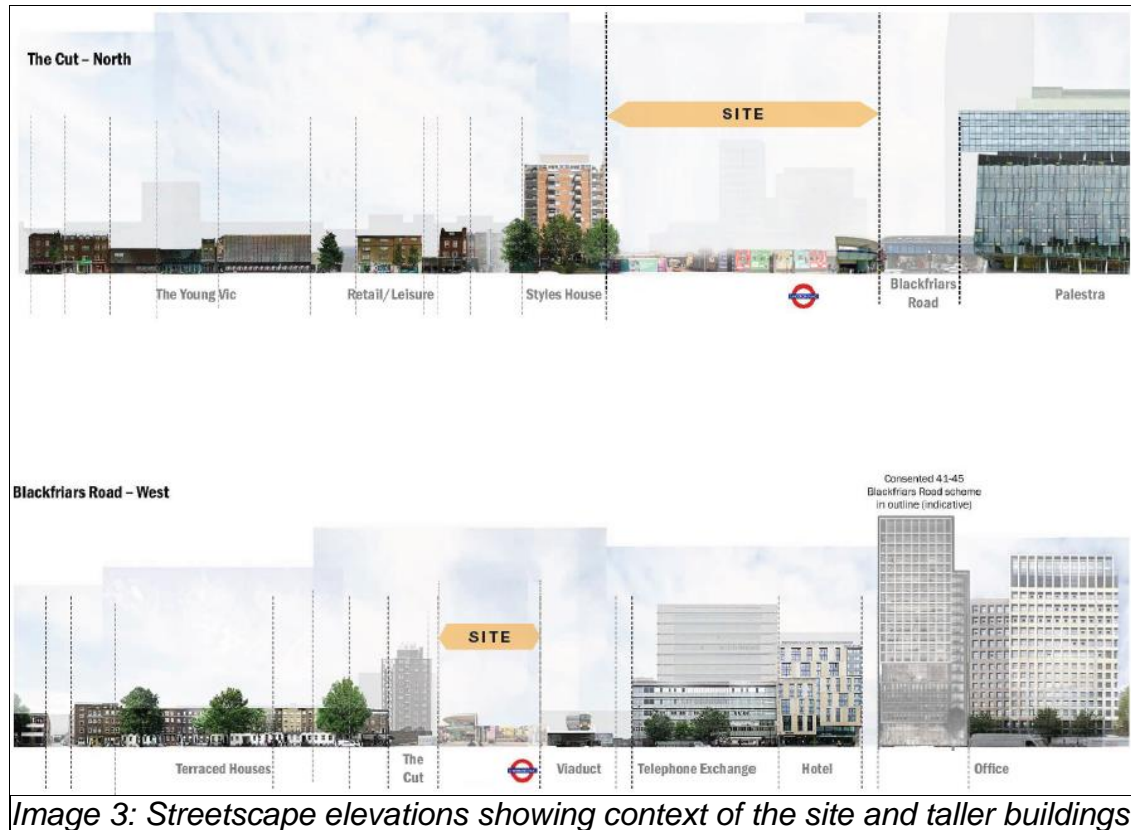 The Cut – North
SITE
The Young Vic
Retail/Leisure
Styles House
Blackfriars
Road
Palestra
Blackfriars Road – West
Consented 41-45
Blackfriars Road scheme
in outline (indicative)
SITE
Terraced Houses
The
Cut
Viaduct
Telephone Exchange
Hotel
Office
Image 3: Streetscape elevations showing context of the site and taller buildings